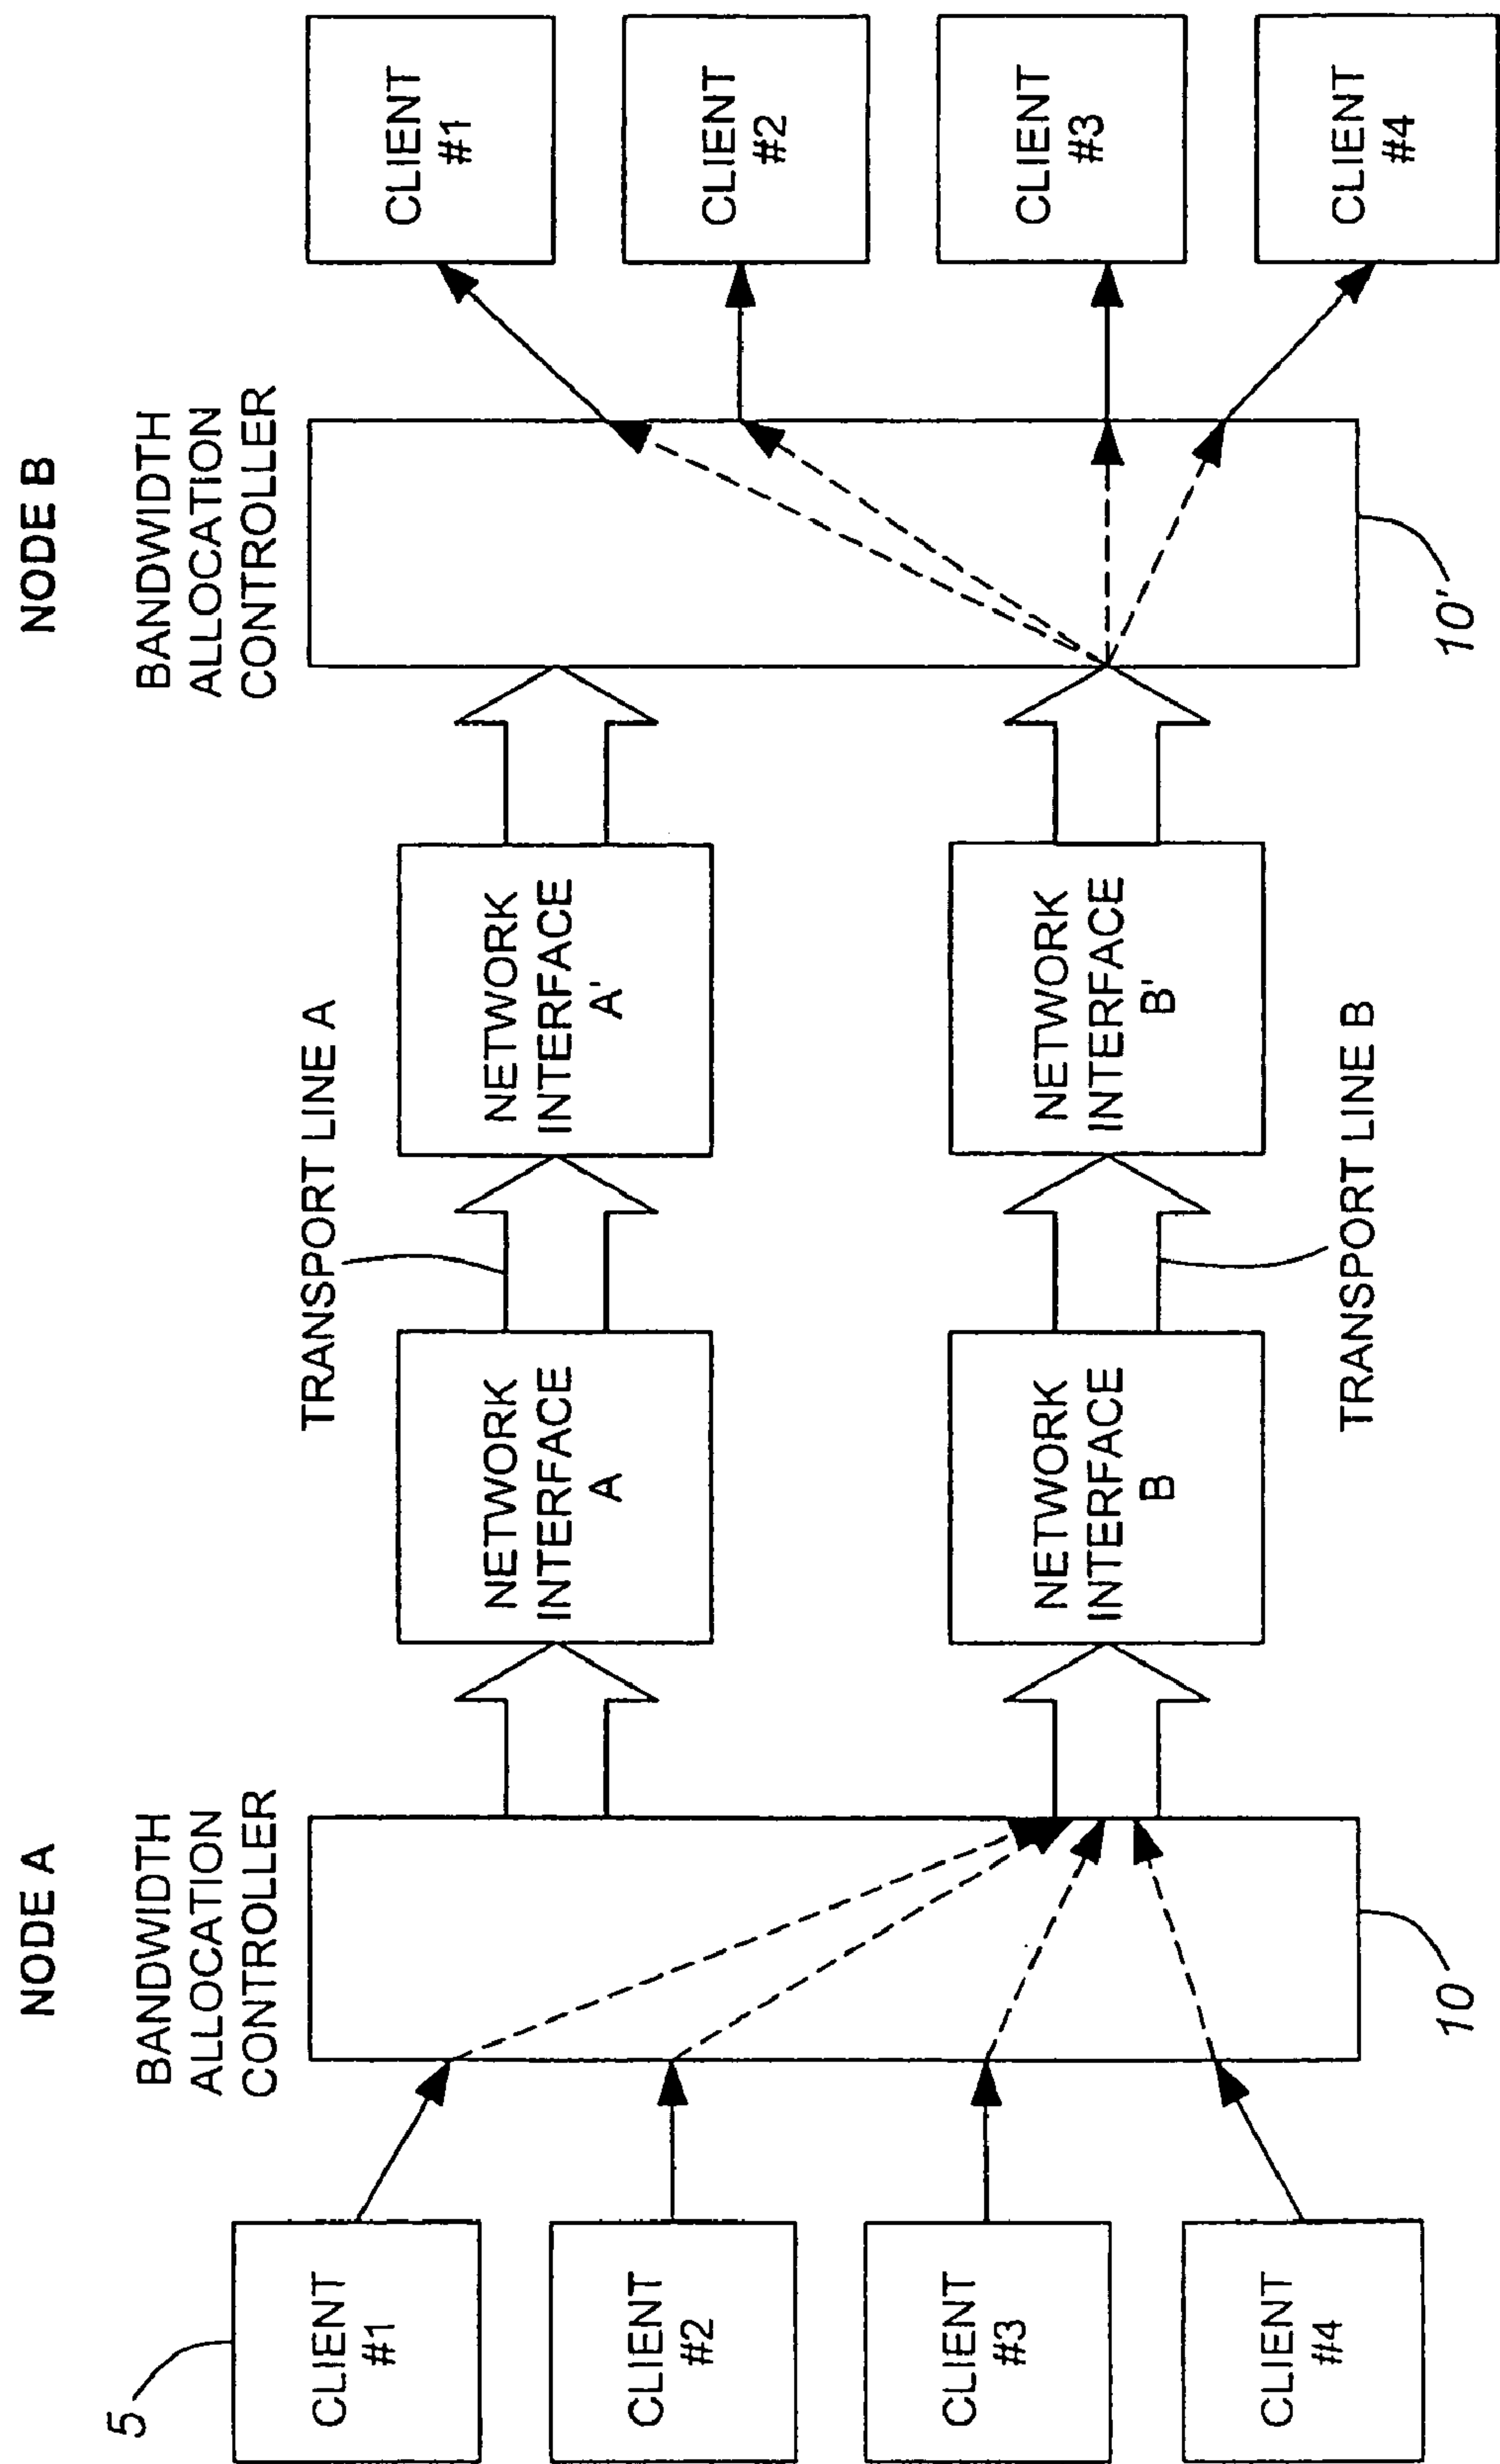 NODE A
NODE B
BANDWIDTH
ALLOCATION
CONTROLLER
BANDWIDTH
ALLOCATION
CONTROLLER
5
CLIENT
#1
CLIENT
#2
CLIENT
#3
CLIENT
#4
10
TRANSPORT LINE A
NETWORK
INTERFACE
A
NETWORK
INTERFACE
A'
NETWORK
INTERFACE
B
NETWORK
INTERFACE
B'
TRANSPORT LINE B
10'
CLIENT
#1
CLIENT
#2
CLIENT
#3
CLIENT
#4